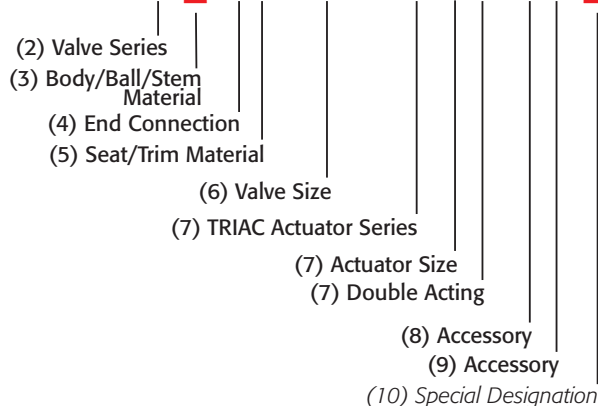 (2) Valve Series
(3) Body/Ball/Stem
Material
(4) End Connection
(5) Seat/Trim Material
(6) Valve Size
(7) TRIAC Actuator Series
(7) Actuator Size
(7) Double Acting
(8) Accessory
(9) Accessory
(10) Special Designation